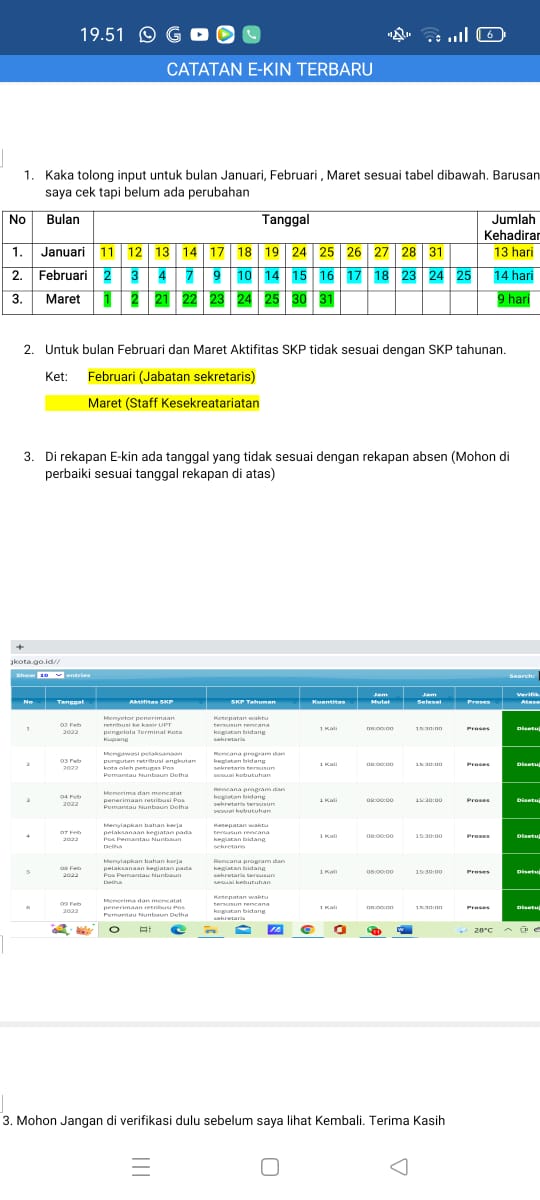 19.51
6
CATATAN E-KIN TERBARU
1. Kaka tolong input untuk bulan Januari, Februari , Maret sesuai tabel dibawah. Barusan
saya cek tapi belum ada perubahan
No Bulan Tanggal Jumlah
Kehadiran
1. Januari 11 12 13 14 17 18 19 24 25 26 27 28 31 13 hari
2. Februari 2 3 4 7 9 10 14 15 16 17 18 23 24 25 14 hari
3. Maret 1 2 21 22 23 24 25 30 31 9 hari
2. Untuk bulan Februari dan Maret Aktifitas SKP tidak sesuai dengan SKP tahunan.
Ket: Februari (Jabatan sekretaris)
Maret (Staff Kesekreatariatan
3. Di rekapan E-kin ada tanggal yang tidak sesuai dengan rekapan absen (Mohon di
perbaiki sesuai tanggal rekapan di atas)
+
gkota.go.id//
Show 10 entries Search:
Jam Jam Verifik
No Tanggal Aktifitas SKP SKP Tahunan Kuantitas Mulai Selesai Proses Atasa
Menyetor penerimaan Ketepatan waktu
1 02 Feb retribusi ke kasir UPT tersusun rencana 1 Kali 08:00:00 15:30:00 Proses Disetuj
2022 pengelola Terminal Kota kegiatan bidang
Kupang sekretaris
Mengawasi pelaksanaan Rencana program dan
2 03 Feb pungutan retribusi angkutan kegiatan bidang 1 Kali 08:00:00 15:30:00 Proses Disetuj
2022 kota oleh petugas Pos sekretaris tersusun
Pemantau Nunbaun Delha sesuai kebutuhan
Rencana program dan
3 04 Feb Menerima dan mencatat kegiatan bidang 1 Kali 08:00:00 15:30:00 Proses Disetuj
2022 penerimaan retribusi Pos sekretaris tersusun
Pemantau Nunbaun Delha sesuai kebutuhan
Menyiapkan bahan kerja Ketepatan waktu
4 07 Feb pelaksanaan kegiatan pada tersusun rencana 1 Kali 08:00:00 15:30:00 Proses Disetuj
2022 Pos Pemantau Nunbaun kegiatan bidang
Delha sekretaris
Menyiapkan bahan kerja Rencana program dan
5 08 Feb pelaksanaan kegiatan pada kegiatan bidang 1 Kali 08:00:00 15:30:00 Proses Disetuj
2022 Pos Pemantau Nunbaun sekretaris tersusun
Delha sesuai kebutuhan
6 09 Feb Menerima dan mencatat Ketepatan waktu 1 Kali 08:00:00 15:30:00 Proses Disetuj
2022 penerimaan retribusi Pos tersusun rencana
Pemantau Nunbaun Delha kegiatan bidang
sekretaris
28°C
3. Mohon Jangan di verifikasi dulu sebelum saya lihat Kembali. Terima Kasih